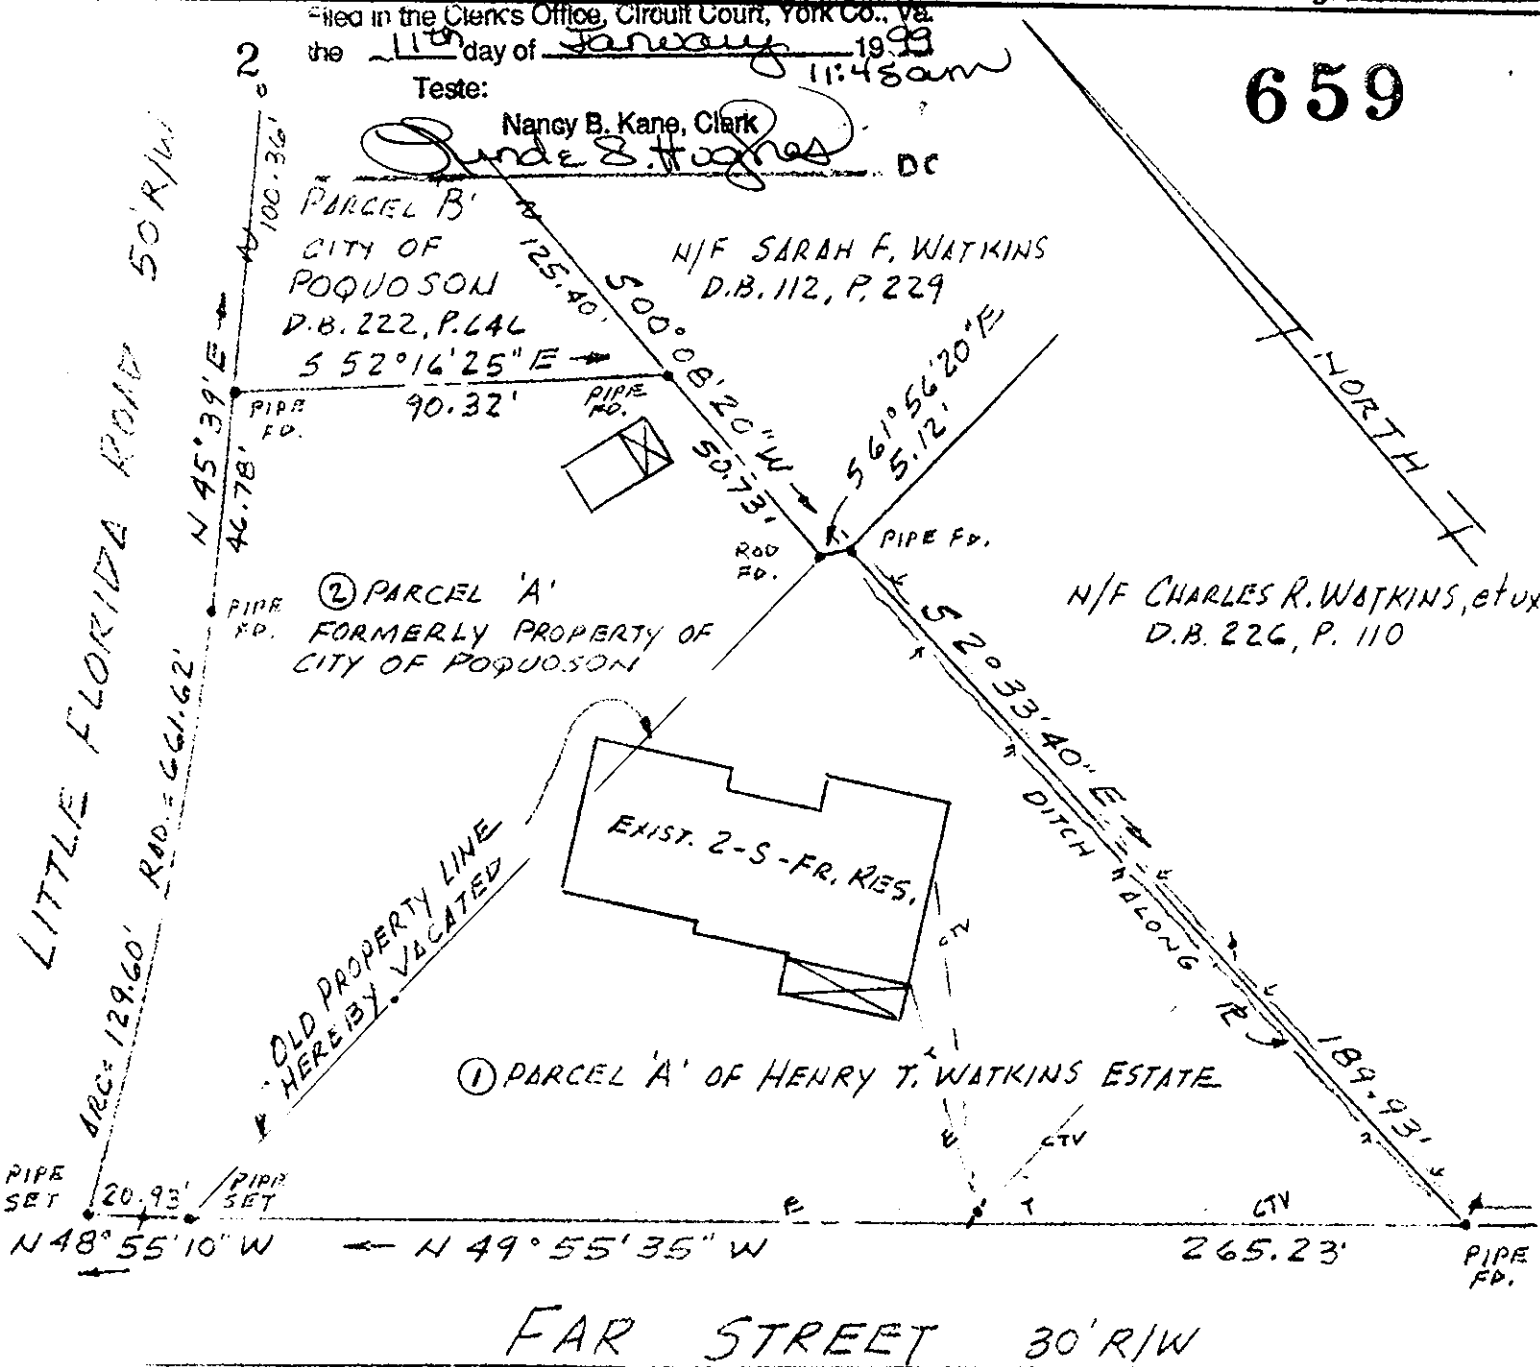 Filed in the Clerk's Office, Circuit Court, York Co., Va.
the 11th day of January 1999
11:48am
Teste:
Nancy B. Kane, Clerk
S. Hughes DC
659
2
100.36'
LITTLE FLORIDA ROAD 50' R/W
PARCEL 'B'
CITY OF
POQUOSON
D.B. 222, P. 646
N/F SARAH F. WATKINS
D.B. 112, P. 229
125.40'
S 00°08'20" W
50.73'
S 52°16'25" E
90.32'
PIPE
FD.
PIPE
FD.
N 45°39' E
46.78'
S 61°56'20" E
5.12'
NORTH
ROD
FD.
PIPE FD.
PIPE
FD.
② PARCEL 'A'
FORMERLY PROPERTY OF
CITY OF POQUOSON
N/F CHARLES R. WATKINS, et ux
D.B. 226, P. 110
S 2°33'40" E
189.93'
DITCH ALONG PL
RAD. = 661.62'
ARC = 129.60'
EXIST. 2-S-FR. RES.
OLD PROPERTY LINE
HEREBY VACATED
CTV
① PARCEL 'A' OF HENRY T. WATKINS ESTATE
T
E
CTV
PIPE
SET
20.93'
PIPE
SET
E
T
CTV
N 48°55'10" W
N 49°55'35" W
265.23'
PIPE
FD.
FAR STREET 30' R/W